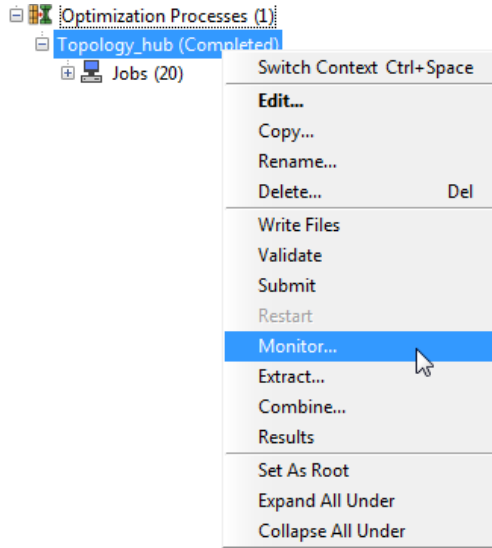 Optimization Processes (1)
Topology_hub (Completed)
Jobs (20)
Switch Context Ctrl+Space
Edit...
Copy...
Rename...
Delete... Del
Write Files
Validate
Submit
Restart
Monitor...
Extract...
Combine...
Results
Set As Root
Expand All Under
Collapse All Under